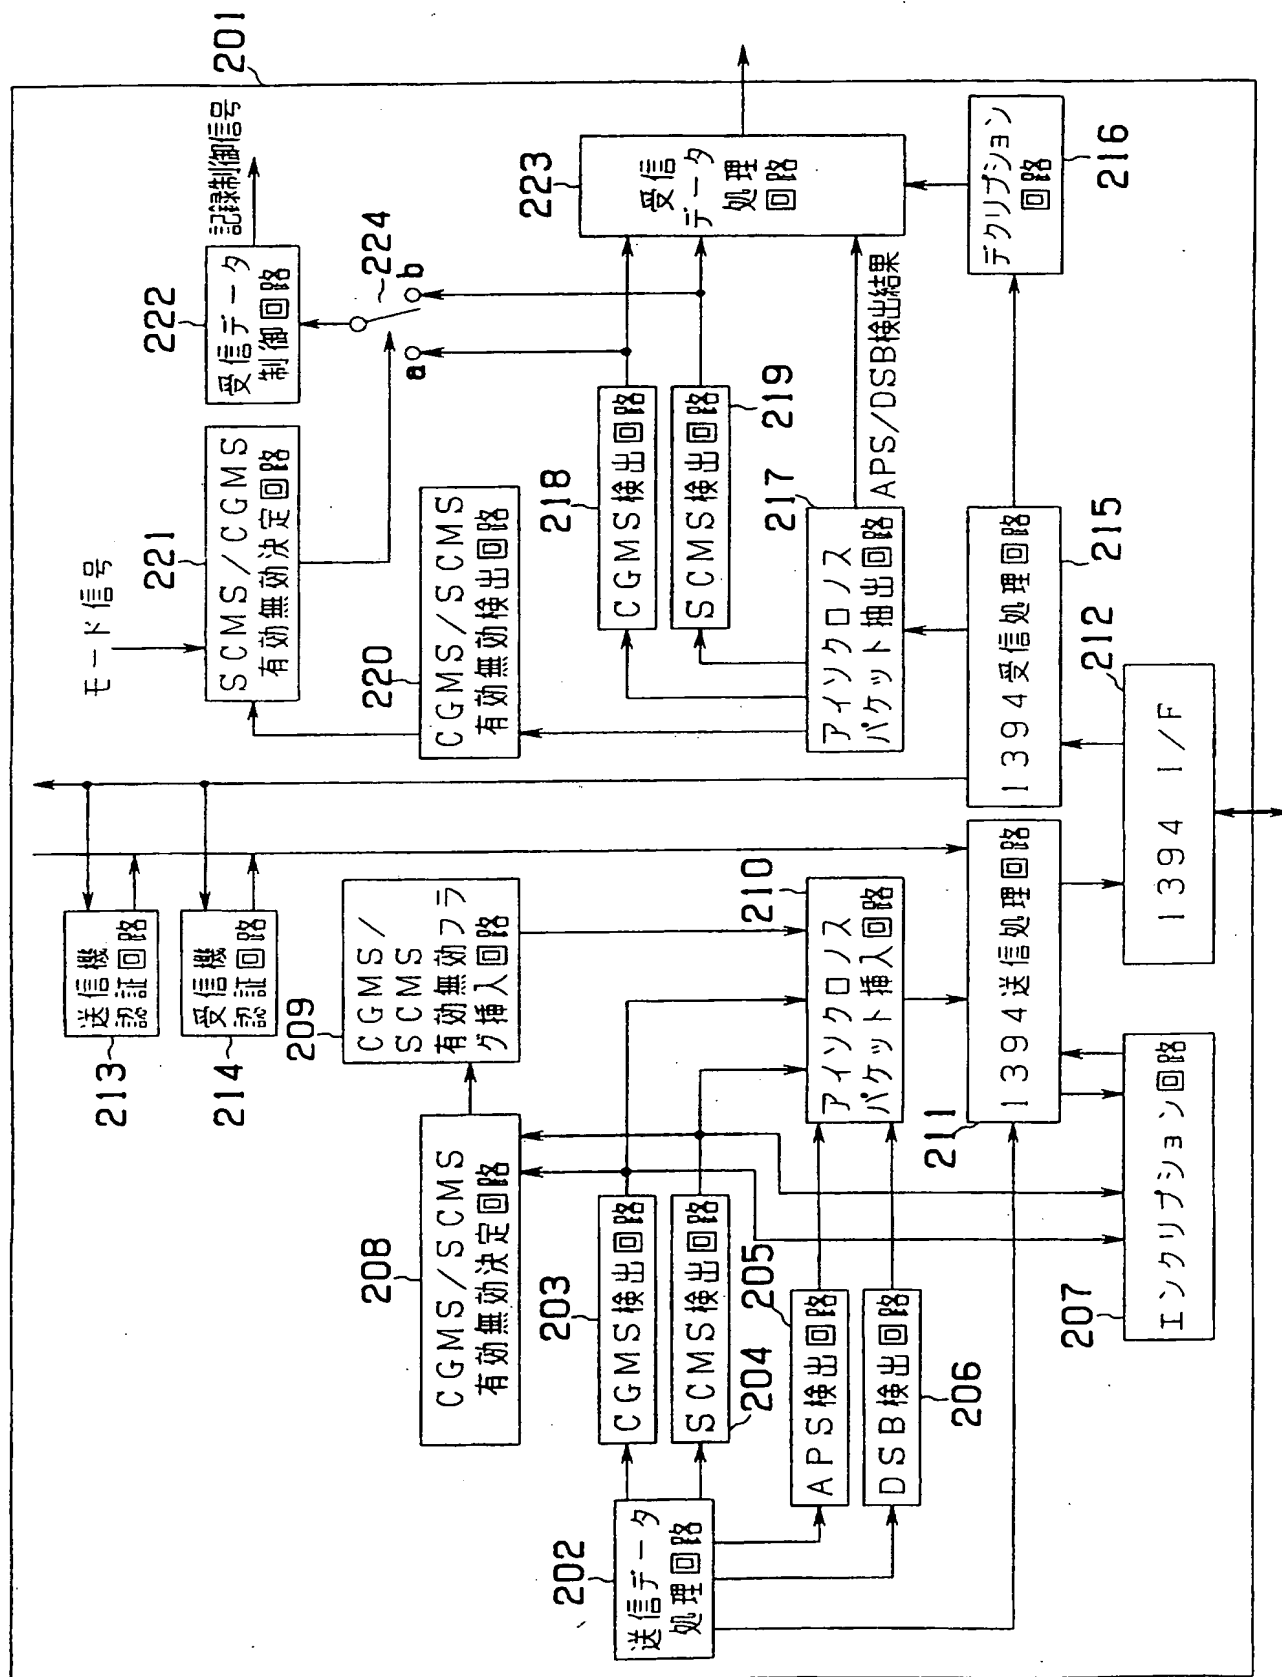 201
送信データ
処理回路
202
CGMS検出回路
203
SCMS検出回路
204
APS検出回路
205
DSB検出回路
206
エンクリプション回路
207
CGMS/SCMS
有効無効決定回路
208
CGMS/
SCMS
有効無効フラ
グ挿入回路
209
アイソクロノス
パケット挿入回路
210
1394送信処理回路
211
1394 I/F
212
送信機
認証回路
213
受信機
認証回路
214
1394受信処理回路
215
デクリプション
回路
216
アイソクロノス
パケット抽出回路
217
APS/DSB検出結果
CGMS検出回路
218
SCMS検出回路
219
CGMS/SCMS
有効無効検出回路
220
モード信号
SCMS/CGMS
有効無効決定回路
221
受信データ
制御回路
222
記録制御信号
224
a
b
受信
データ
処理
回路
223